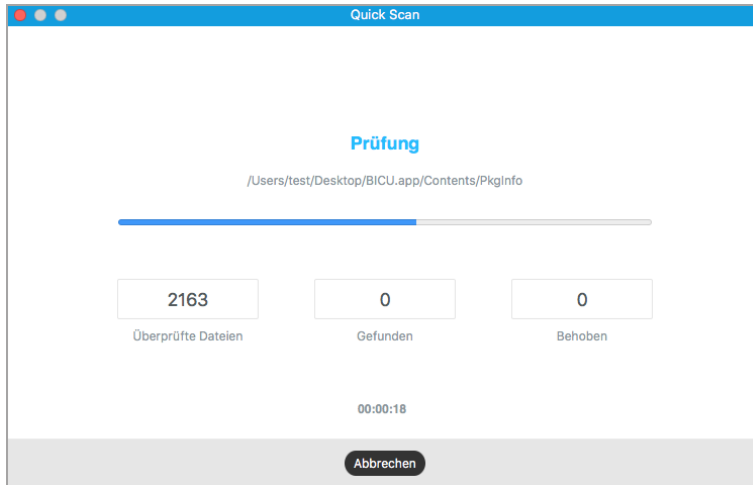 Quick Scan
Prüfung
/Users/test/Desktop/BICU.app/Contents/PkgInfo
2163
0
0
Überprüfte Dateien
Gefunden
Behoben
00:00:18
Abbrechen